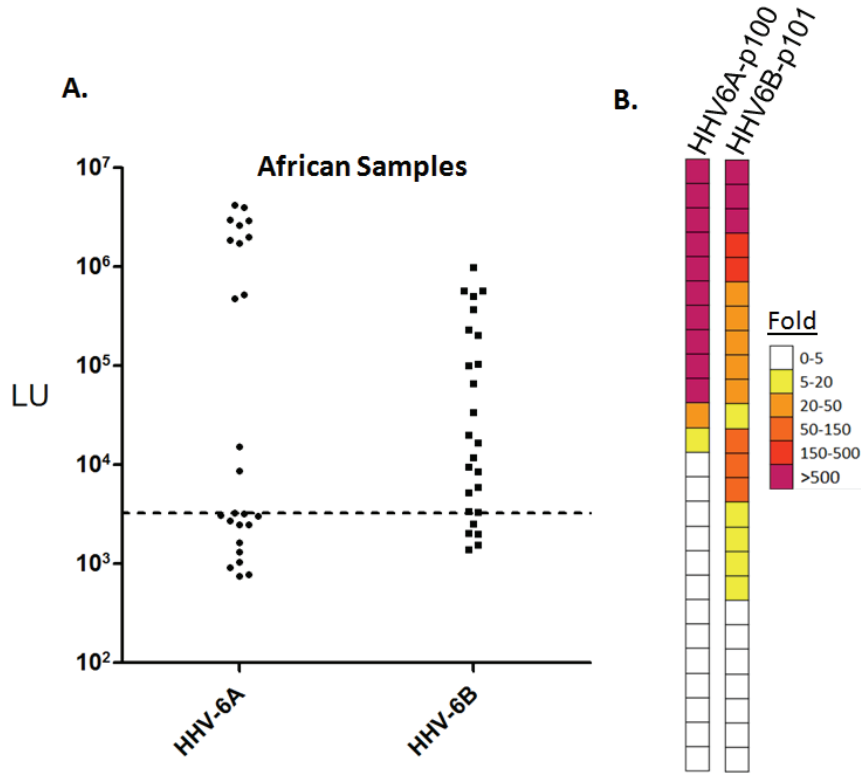 A.
African Samples
10⁷
10⁶
10⁵
10⁴
10³
10²
LU
HHV-6A
HHV-6B
B.
HHV6A-p100
HHV6B-p101
Fold
0-5
5-20
20-50
50-150
150-500
>500